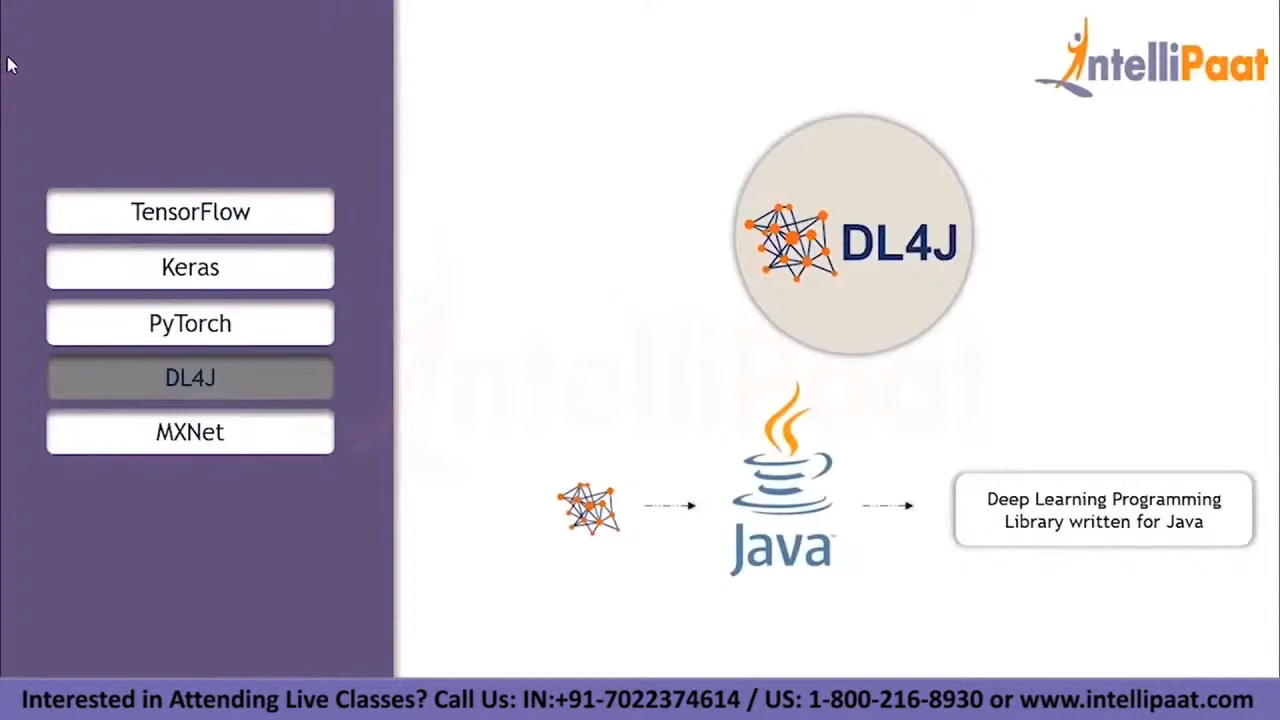 IntelliPaat
TensorFlow
Keras
PyTorch
DL4J
MXNet
DL4J
Java
Deep Learning Programming
Library written for Java
IntelliPaat
Interested in Attending Live Classes? Call Us: IN:+91-7022374614 / US: 1-800-216-8930 or www.intellipaat.com